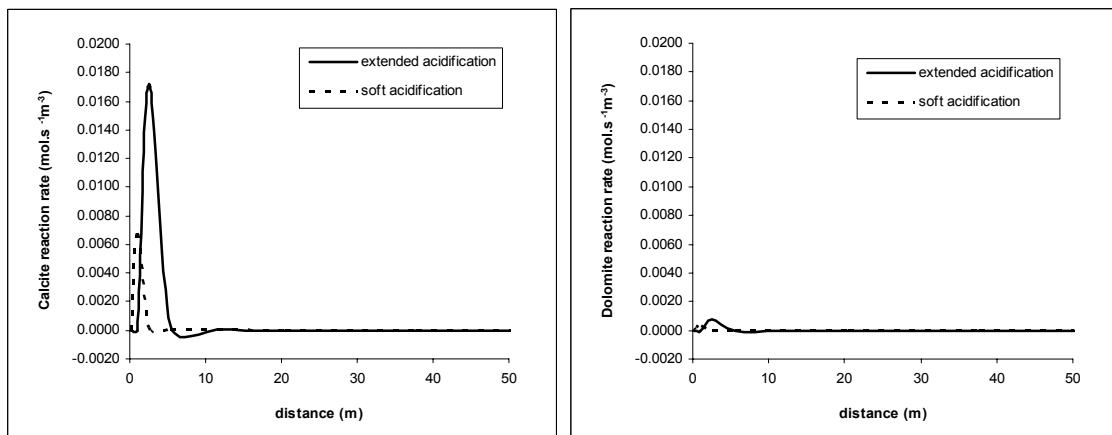 Calcite reaction rate (mol.s -1m-3)
0.0200
0.0180
0.0160
0.0140
0.0120
0.0100
0.0080
0.0060
0.0040
0.0020
0.0000
-0.0020
extended acidification
soft acidification
0 10 20 30 40 50
distance (m)
Dolomite reaction rate (mol.s -1m-3)
0.0200
0.0180
0.0160
0.0140
0.0120
0.0100
0.0080
0.0060
0.0040
0.0020
0.0000
-0.0020
extended acidification
soft acidification
0 10 20 30 40 50
distance (m)